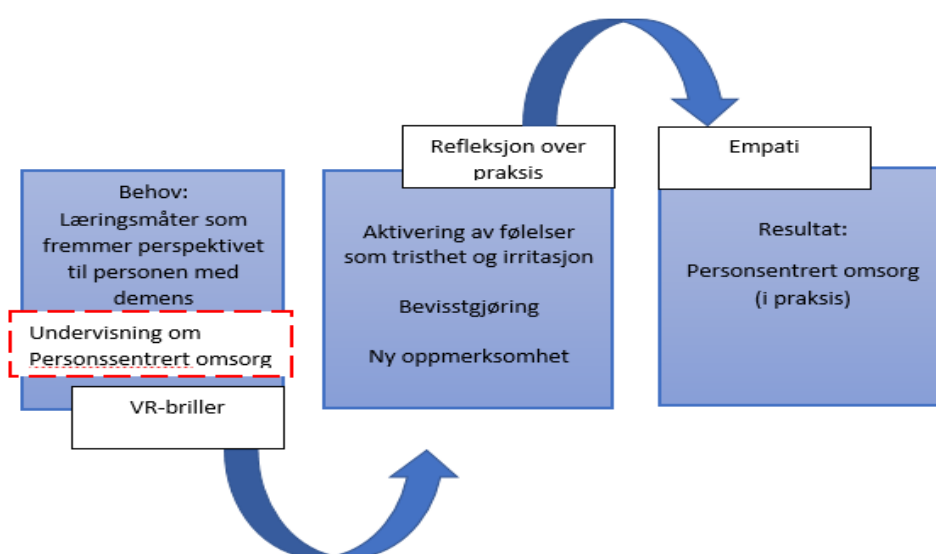 Behov:
Læringsmåter som
fremmer perspektivet
til personen med
demens
Undervisning om
Personssentrert omsorg
VR-briller
Refleksjon over
praksis
Aktivering av følelser
som tristhet og irritasjon
Bevisstgjøring
Ny oppmerksomhet
Empati
Resultat:
Personsentrert omsorg
(i praksis)